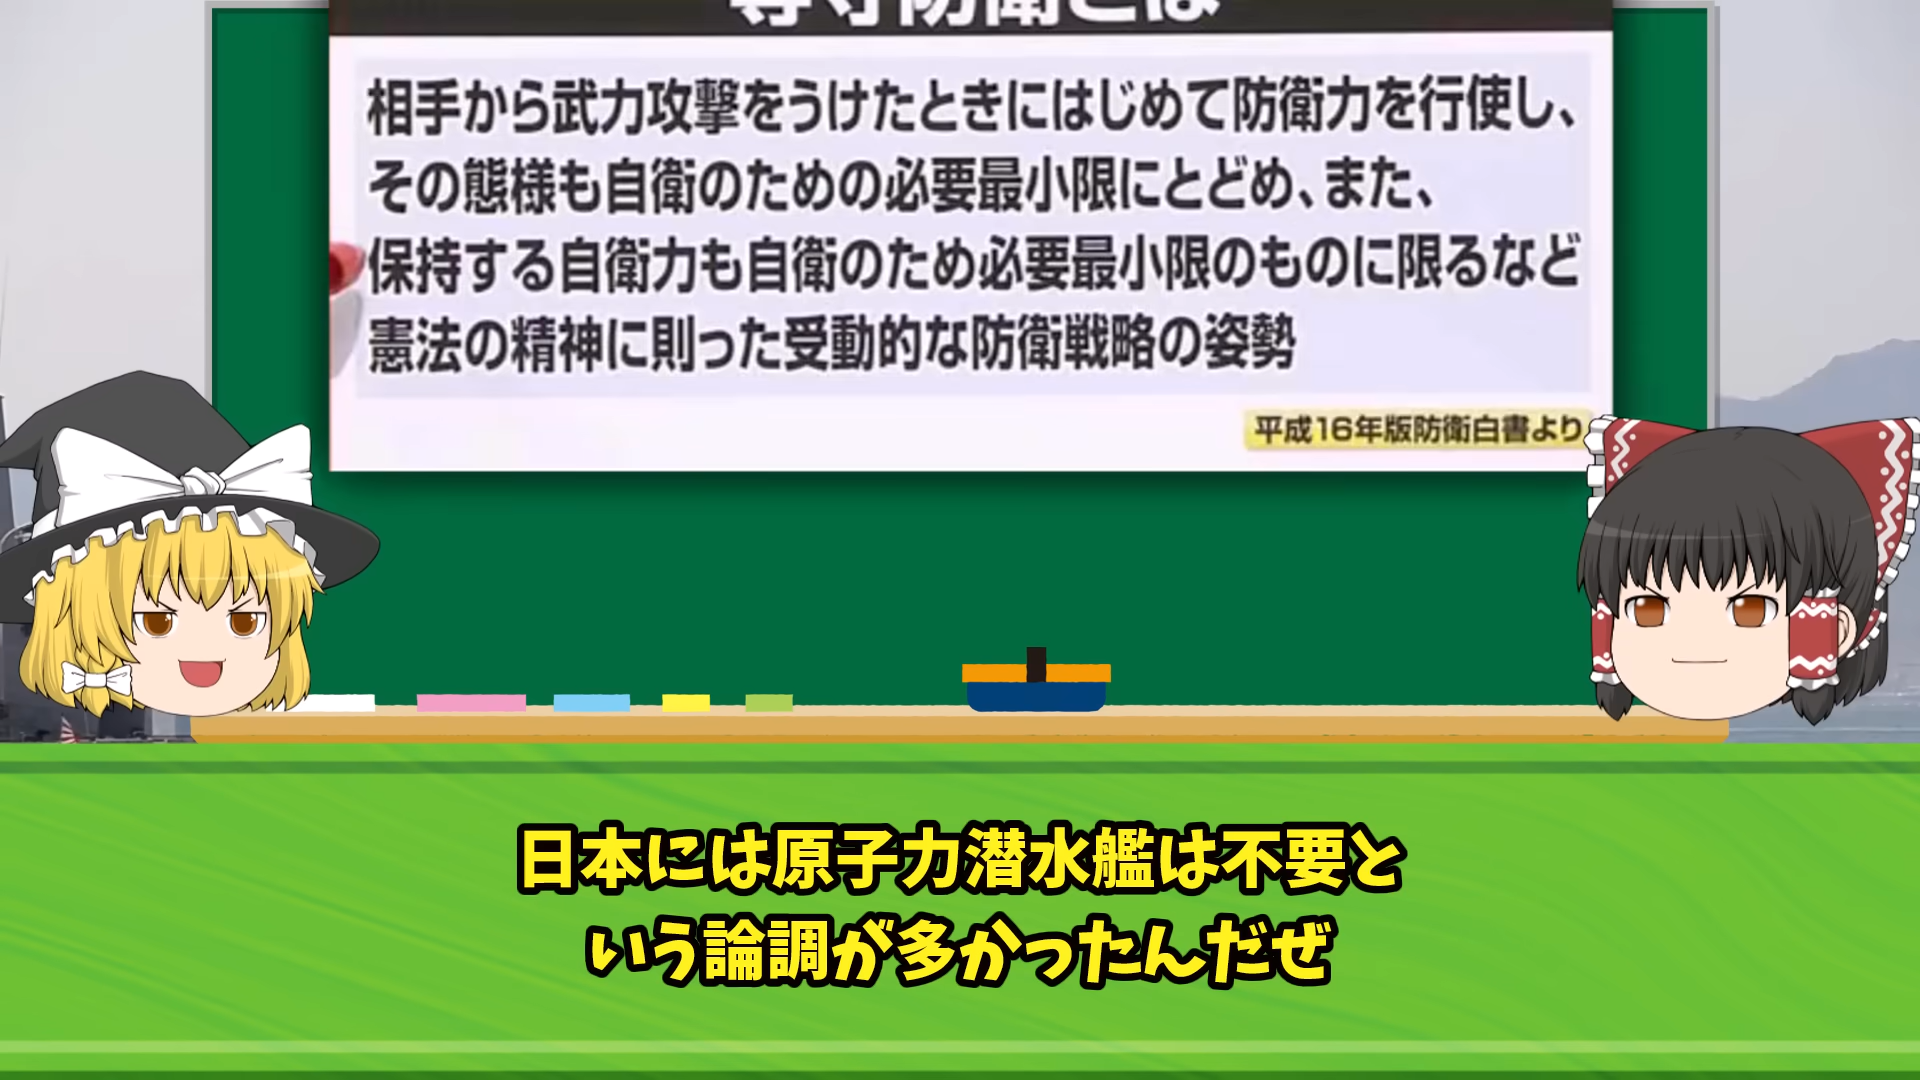 専守防衛とは
相手から武力攻撃をうけたときにはじめて防衛力を行使し、
その態様も自衛のための必要最小限にとどめ、また、
保持する自衛力も自衛のため必要最小限のものに限るなど
憲法の精神に則った受動的な防衛戦略の姿勢
平成16年版防衛白書より
日本には原子力潜水艦は不要と
いう論調が多かったんだぜ